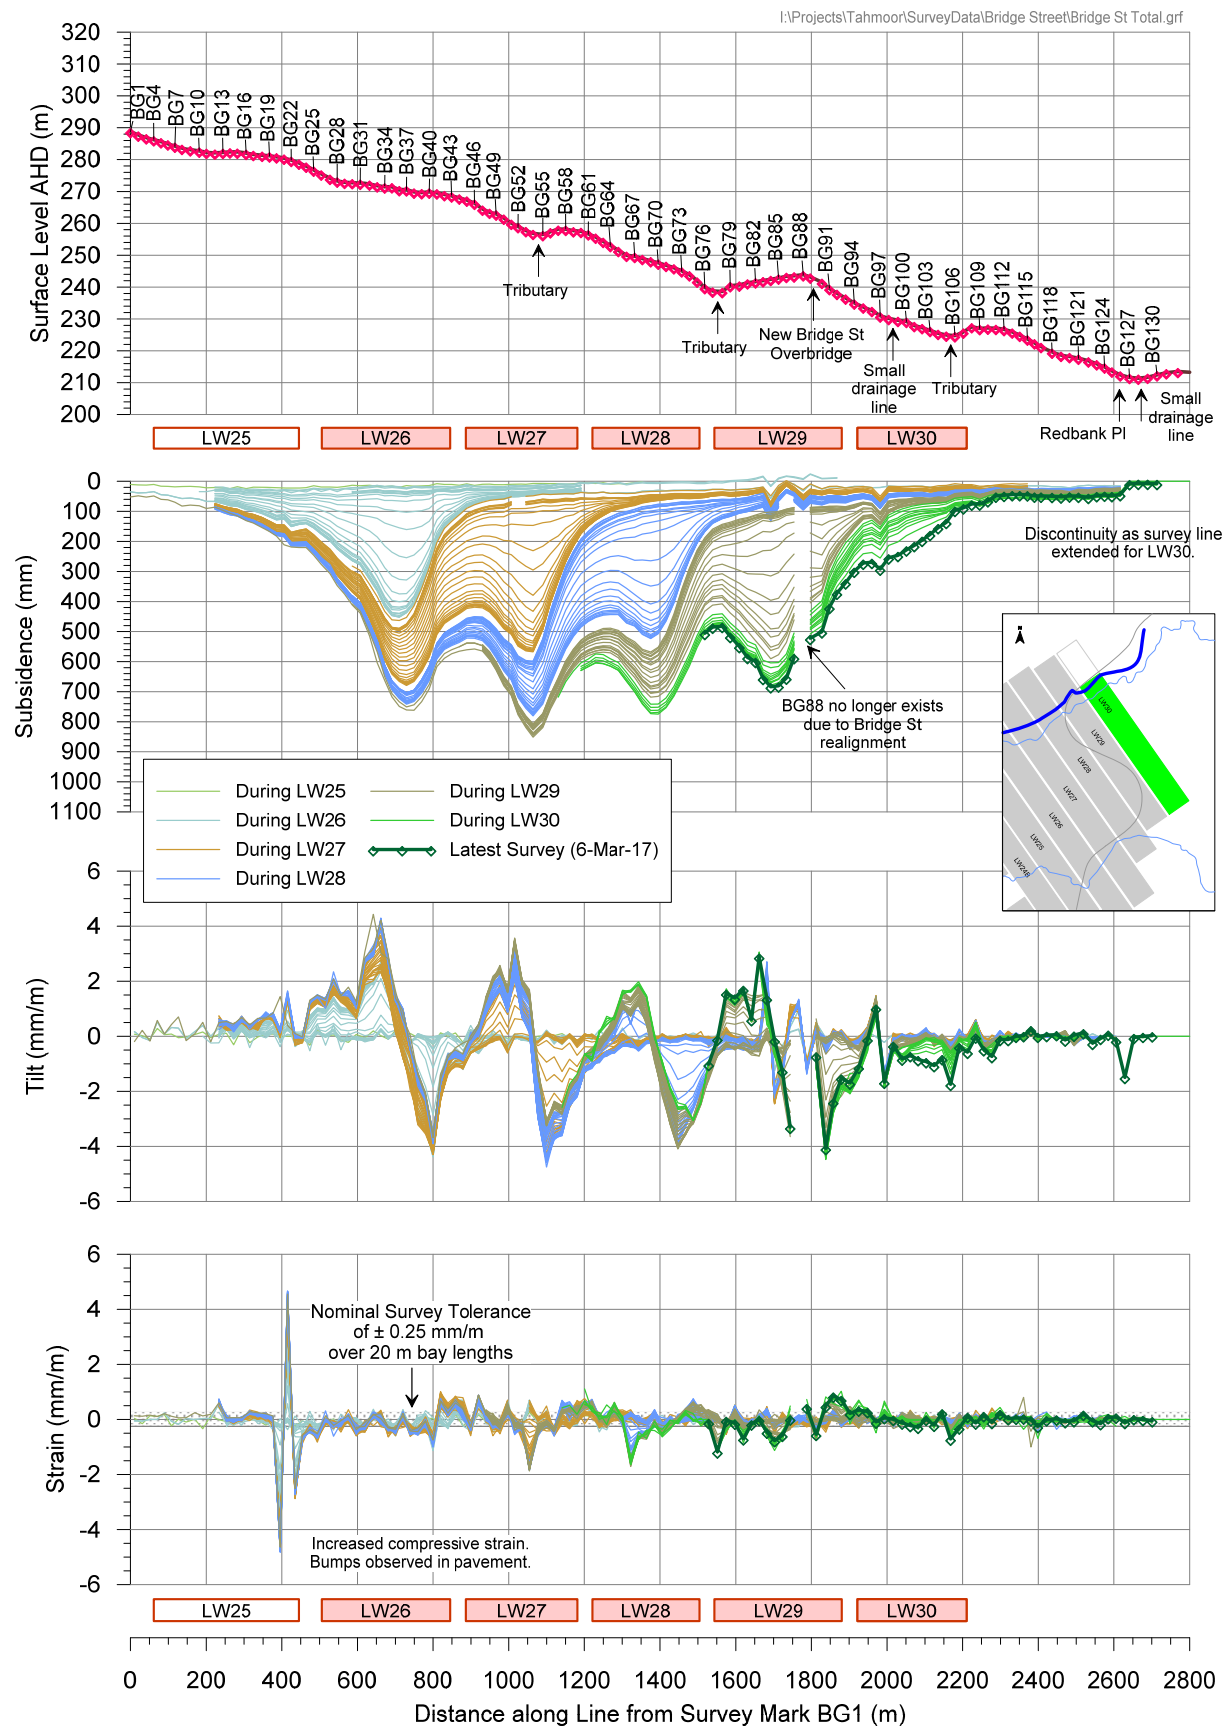 I:\Projects\Tahmoor\SurveyData\Bridge Street\Bridge St Total.grf
Surface Level AHD (m)
320
310
300
290
280
270
260
250
240
230
220
210
200
BG1
BG4
BG7
BG10
BG13
BG16
BG19
BG22
BG25
BG28
BG31
BG34
BG37
BG40
BG43
BG46
BG49
BG52
BG55
BG58
BG61
BG64
BG67
BG70
BG73
BG76
BG79
BG82
BG85
BG88
BG91
BG94
BG97
BG100
BG103
BG106
BG109
BG112
BG115
BG118
BG121
BG124
BG127
BG130
Tributary
Tributary
New Bridge St
Overbridge
Small
drainage
line
Tributary
Redbank Pl
Small
drainage
line
LW25 LW26 LW27 LW28 LW29 LW30
Subsidence (mm)
0
100
200
300
400
500
600
700
800
900
1000
1100
Discontinuity as survey line
extended for LW30.
BG88 no longer exists
due to Bridge St
realignment
N
LW30
LW29
LW28
LW27
LW26
LW25
LW24B
During LW25
During LW26
During LW27
During LW28
During LW29
During LW30
Latest Survey (6-Mar-17)
Tilt (mm/m)
6
4
2
0
-2
-4
-6
Strain (mm/m)
6
4
2
0
-2
-4
-6
Nominal Survey Tolerance
of ± 0.25 mm/m
over 20 m bay lengths
Increased compressive strain.
Bumps observed in pavement.
LW25 LW26 LW27 LW28 LW29 LW30
0 200 400 600 800 1000 1200 1400 1600 1800 2000 2200 2400 2600 2800
Distance along Line from Survey Mark BG1 (m)